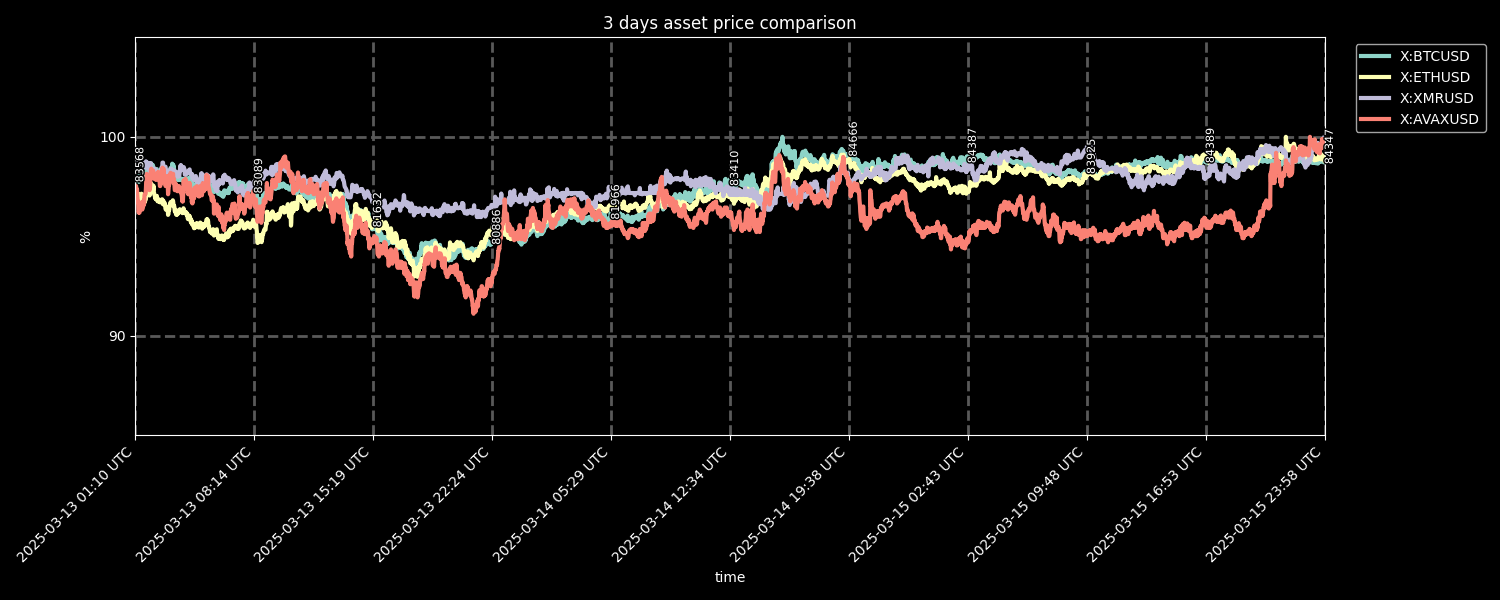 3 days asset price comparison
X:BTCUSD
X:ETHUSD
X:XMRUSD
X:AVAXUSD
100
90
%
83568
83089
81632
80886
81966
83410
84666
84387
83925
84389
84347
2025-03-13 01:10 UTC
2025-03-13 08:14 UTC
2025-03-13 15:19 UTC
2025-03-13 22:24 UTC
2025-03-14 05:29 UTC
2025-03-14 12:34 UTC
2025-03-14 19:38 UTC
2025-03-15 02:43 UTC
2025-03-15 09:48 UTC
2025-03-15 16:53 UTC
2025-03-15 23:58 UTC
time